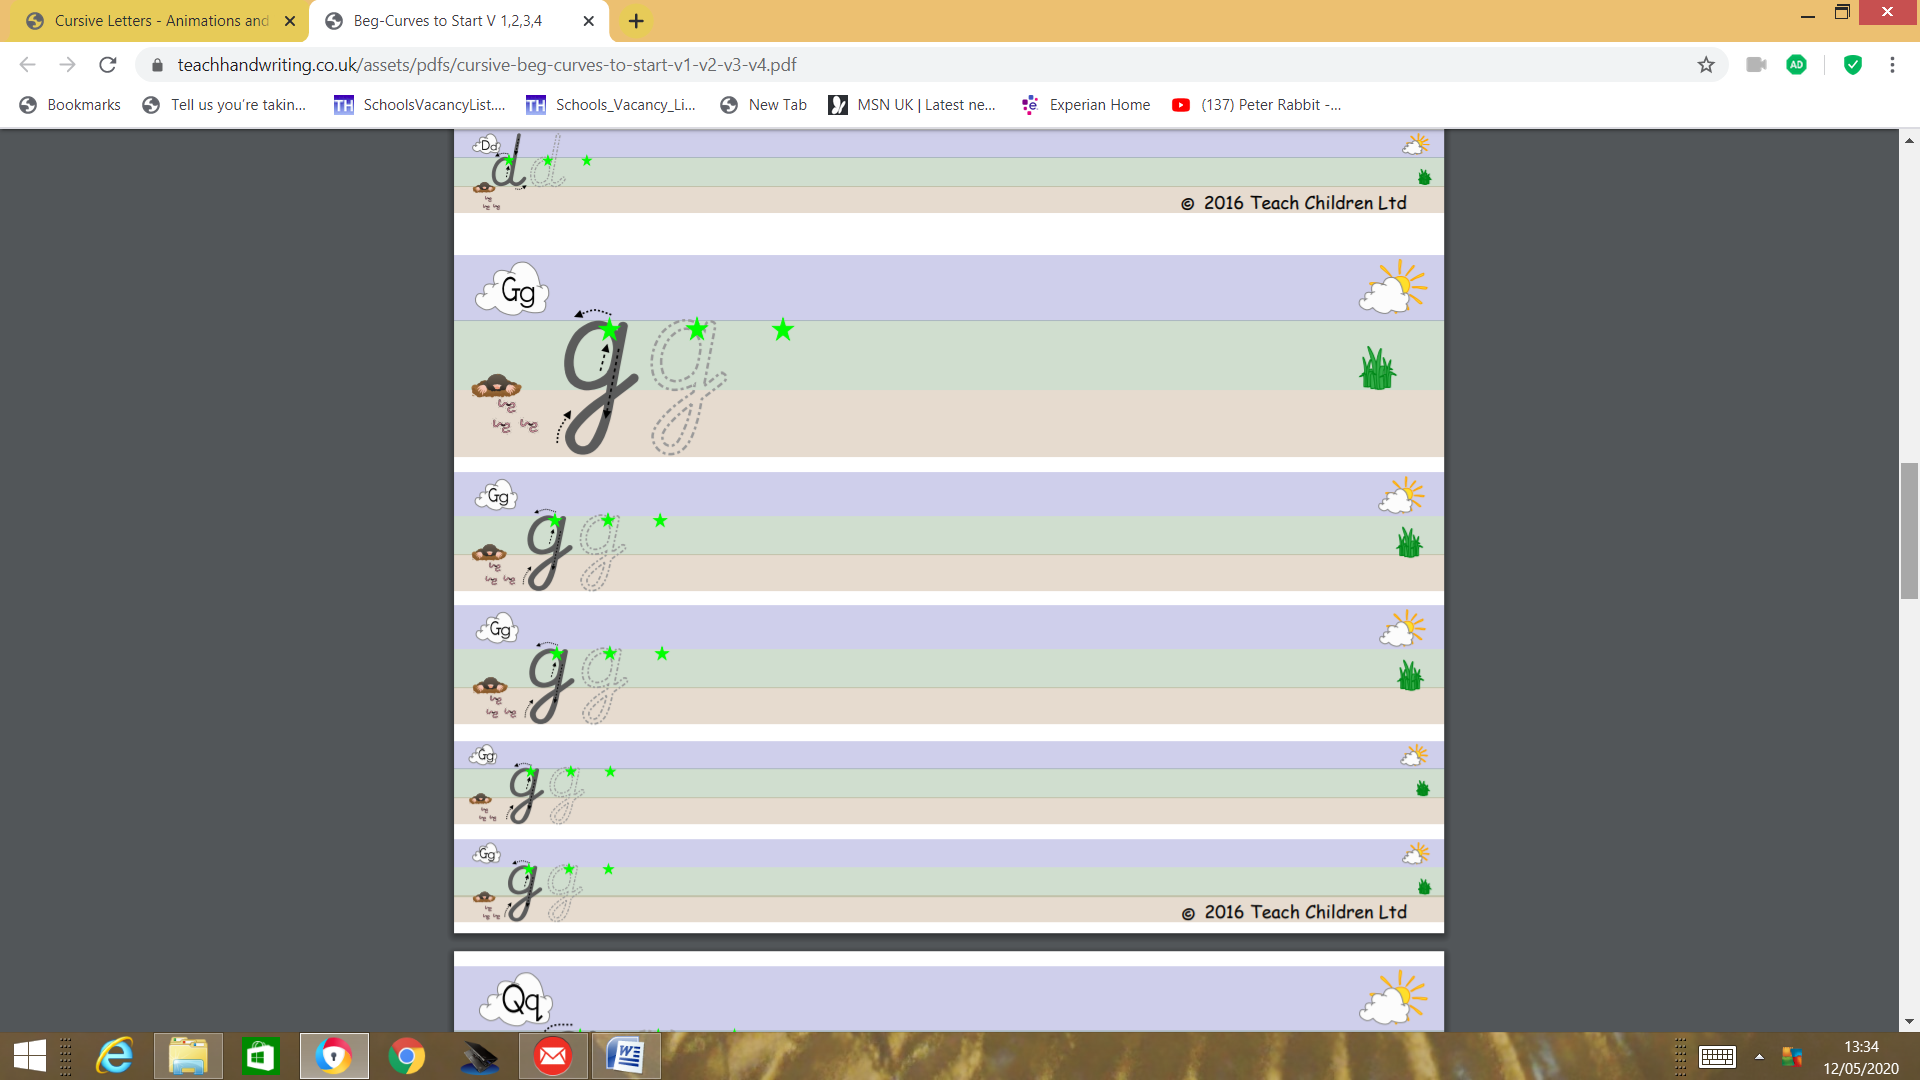 Cursive Letters - Animations and
Beg-Curves to Start V 1,2,3,4
teachhandwriting.co.uk/assets/pdfs/cursive-beg-curves-to-start-v1-v2-v3-v4.pdf
AD
Bookmarks
Tell us you're takin...
TH SchoolsVacancyList....
TH Schools_Vacancy_Li...
New Tab
MSN UK | Latest ne...
Experian Home
(137) Peter Rabbit -...
Dd
d d
© 2016 Teach Children Ltd
Gg
g g
Gg
g g
Gg
g g
Gg
g g
Gg
g g
© 2016 Teach Children Ltd
Qq
13:34
12/05/2020